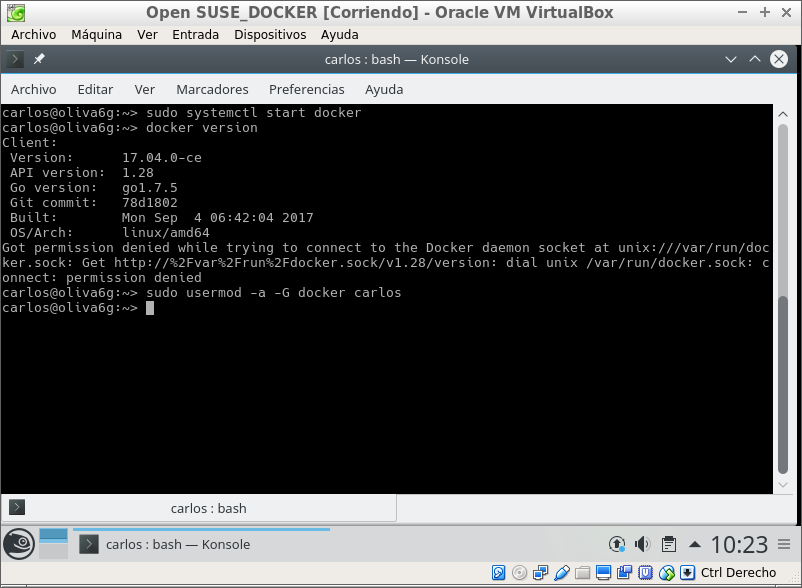 Open SUSE_DOCKER [Corriendo] - Oracle VM VirtualBox
Archivo Máquina Ver Entrada Dispositivos Ayuda
carlos : bash — Konsole
Archivo Editar Ver Marcadores Preferencias Ayuda
carlos@oliva6g:~> sudo systemctl start docker
carlos@oliva6g:~> docker version
Client:
Version: 17.04.0-ce
API version: 1.28
Go version: go1.7.5
Git commit: 78d1802
Built: Mon Sep 4 06:42:04 2017
OS/Arch: linux/amd64
Got permission denied while trying to connect to the Docker daemon socket at unix:///var/run/doc
ker.sock: Get http://%2Fvar%2Frun%2Fdocker.sock/v1.28/version: dial unix /var/run/docker.sock: c
onnect: permission denied
carlos@oliva6g:~> sudo usermod -a -G docker carlos
carlos@oliva6g:~>
carlos : bash
carlos : bash — Konsole
10:23
Ctrl Derecho